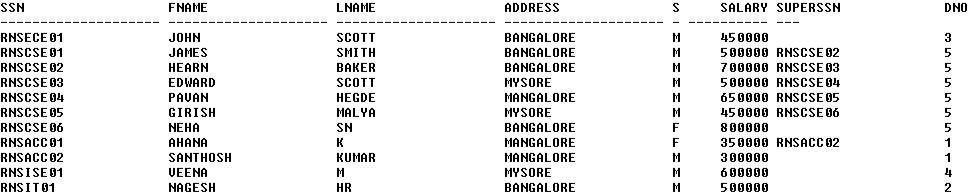 SSN FNAME LNAME ADDRESS S SALARY SUPERSSN DNO
-------------------- -------------------- -------------------- -------------------- - ---------- ---
RNSECE01 JOHN SCOTT BANGALORE M 450000 3
RNSCSE01 JAMES SMITH BANGALORE M 500000 RNSCSE02 5
RNSCSE02 HEARN BAKER BANGALORE M 700000 RNSCSE03 5
RNSCSE03 EDWARD SCOTT MYSORE M 500000 RNSCSE04 5
RNSCSE04 PAVAN HEGDE MANGALORE M 650000 RNSCSE05 5
RNSCSE05 GIRISH MALYA MYSORE M 450000 RNSCSE06 5
RNSCSE06 NEHA SN BANGALORE F 800000 5
RNSACC01 AHANA K MANGALORE F 350000 RNSACC02 1
RNSACC02 SANTHOSH KUMAR MANGALORE M 300000 1
RNSISE01 VEENA M MYSORE M 600000 4
RNSIT01 NAGESH HR BANGALORE M 500000 2